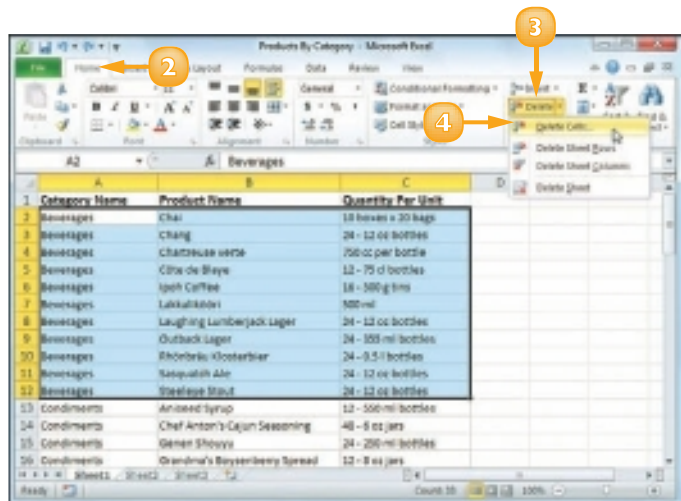 3
Products By Category - Microsoft Excel
2
File Home Layout Formulas Data Review View
Calibri General Conditional Formatting Insert
Paste B I U $ % Format Delete
4
Cell Delete Cells...
Clipboard Font Alignment Number Delete Sheet Rows
A2 Beverages Delete Sheet Columns
Delete Sheet
A B C D
1 Category Name Product Name Quantity Per Unit
2 Beverages Chai 10 boxes x 20 bags
3 Beverages Chang 24 - 12 oz bottles
4 Beverages Chartreuse verte 750 cc per bottle
5 Beverages Côte de Blaye 12 - 75 cl bottles
6 Beverages Ipoh Coffee 16 - 500 g tins
7 Beverages Lakkalikööri 500 ml
8 Beverages Laughing Lumberjack Lager 24 - 12 oz bottles
9 Beverages Outback Lager 24 - 355 ml bottles
10 Beverages Rhönbräu Klosterbier 24 - 0.5 l bottles
11 Beverages Sasquatch Ale 24 - 12 oz bottles
12 Beverages Steeleye Stout 24 - 12 oz bottles
13 Condiments Aniseed Syrup 12 - 550 ml bottles
14 Condiments Chef Anton's Cajun Seasoning 48 - 6 oz jars
15 Condiments Genen Shouyu 24 - 250 ml bottles
16 Condiments Grandma's Boysenberry Spread 12 - 8 oz jars
Sheet1 Sheet2 Sheet3
Ready Count: 33 100%